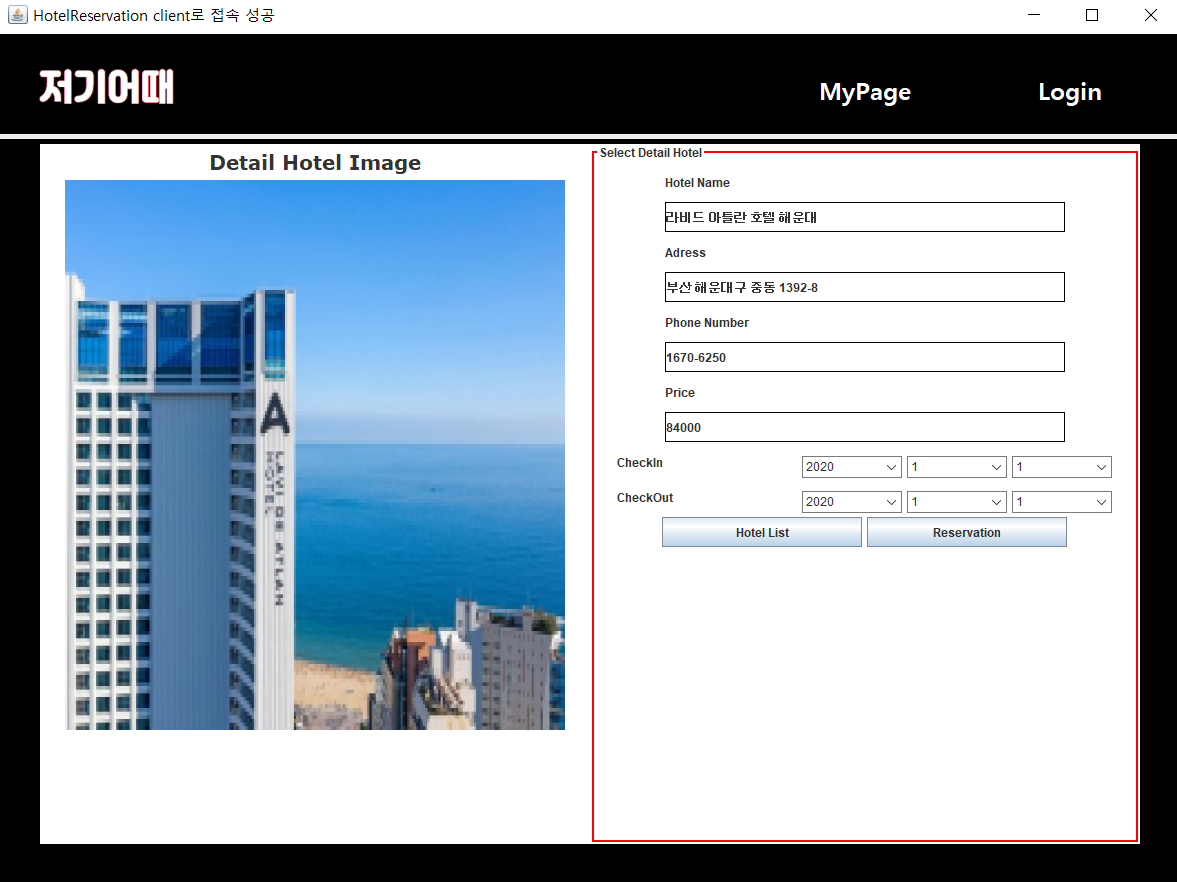 HotelReservation client로 접속 성공
저기어때
MyPage
Login
Detail Hotel Image
A
LAVI DE ATLAN
HOTEL
Select Detail Hotel
Hotel Name
라비드 아틀란 호텔 해운대
Adress
부산 해운대구 중동 1392-8
Phone Number
1670-6250
Price
84000
CheckIn 2020 1 1
CheckOut 2020 1 1
Hotel List Reservation